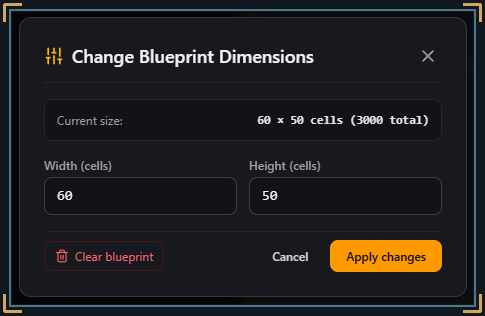 Change Blueprint Dimensions
Current size: 60 × 50 cells (3000 total)
Width (cells) Height (cells)
60 50
Clear blueprint Cancel Apply changes